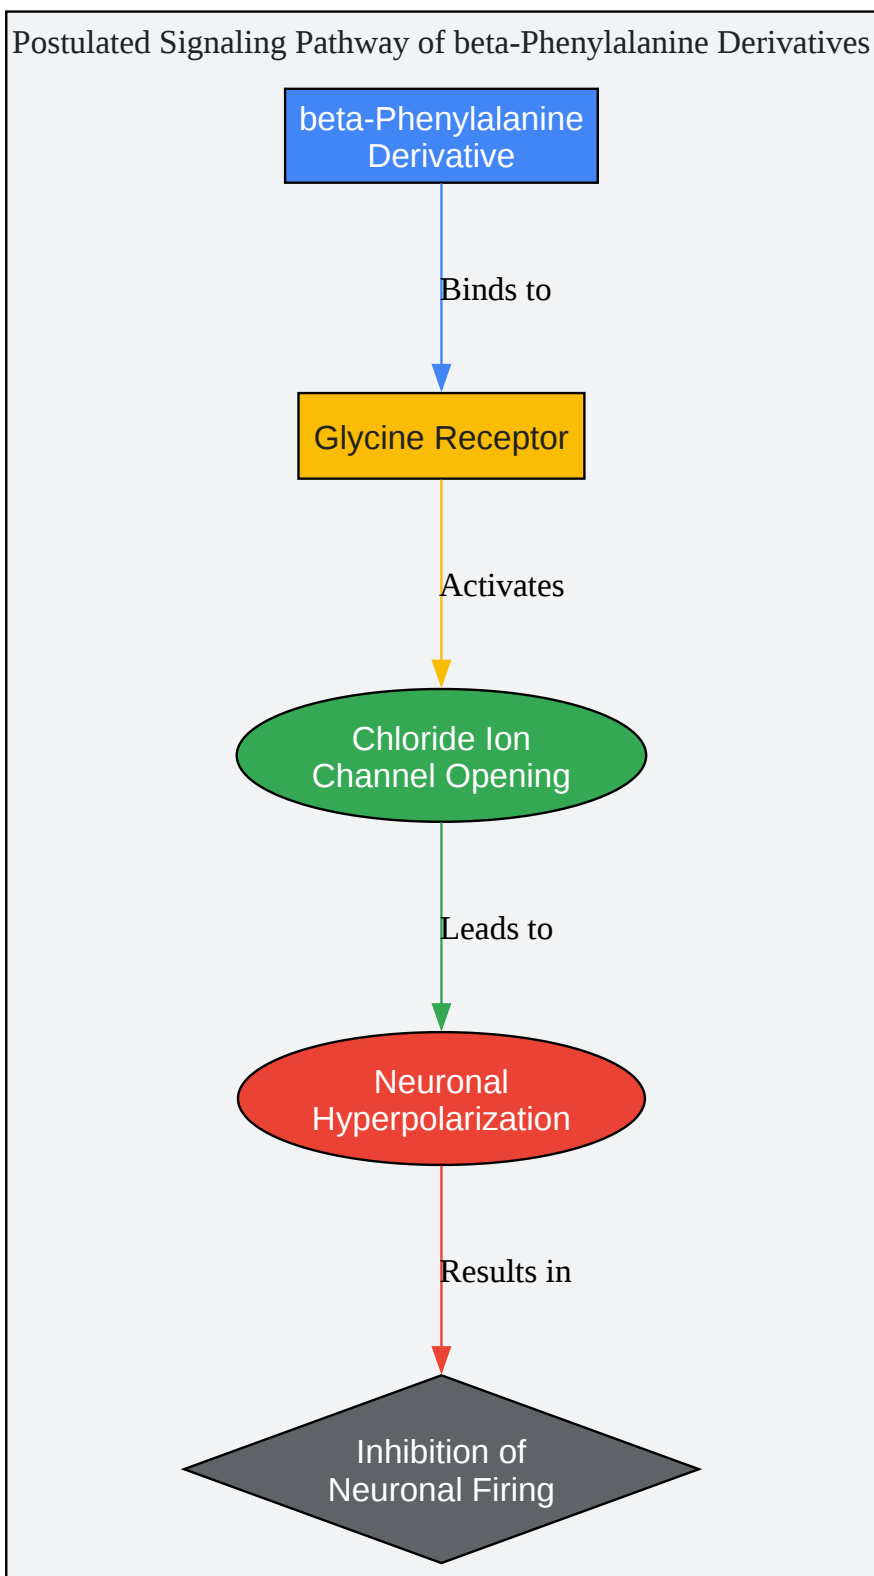 Postulated Signaling Pathway of beta-Phenylalanine Derivatives
beta-Phenylalanine
Derivative
Binds to
Glycine Receptor
Activates
Chloride Ion
Channel Opening
Leads to
Neuronal
Hyperpolarization
Results in
Inhibition of
Neuronal Firing